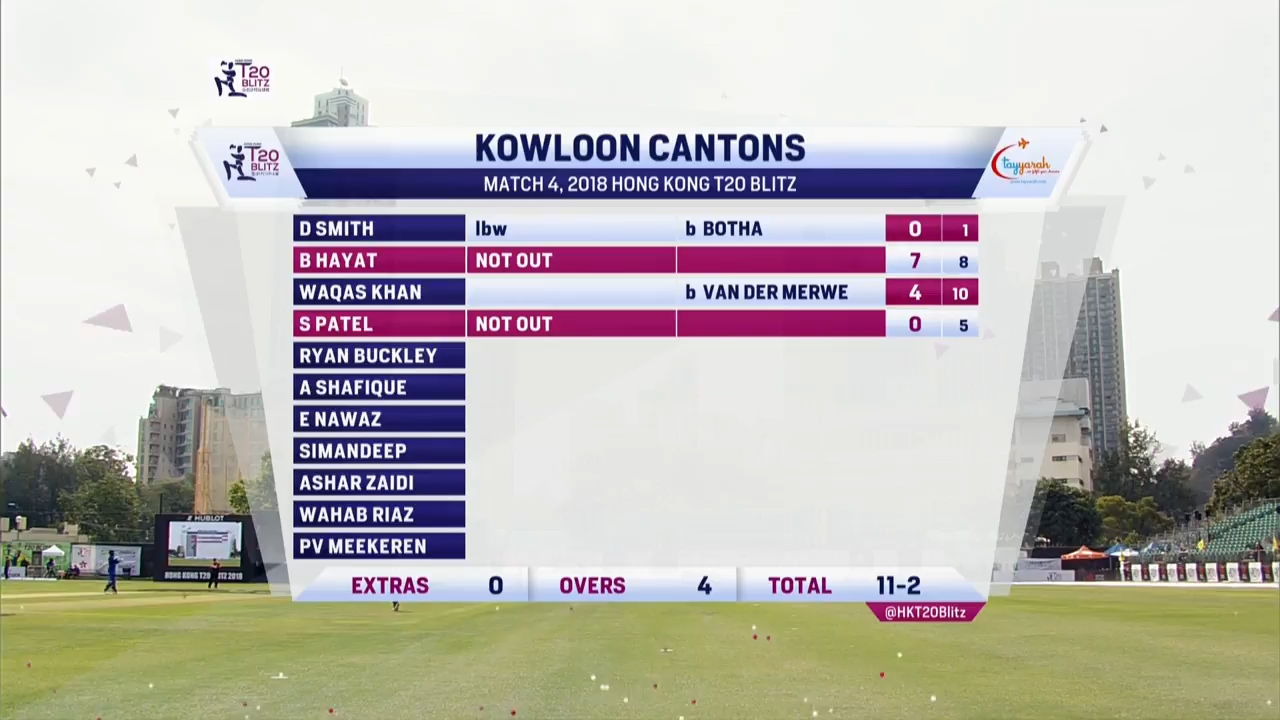 T20
BLITZ
T20
BLITZ
KOWLOON CANTONS
MATCH 4, 2018 HONG KONG T20 BLITZ
tayyarah
D SMITH lbw b BOTHA 0 1
B HAYAT NOT OUT 7 8
WAQAS KHAN b VAN DER MERWE 4 10
S PATEL NOT OUT 0 5
RYAN BUCKLEY
A SHAFIQUE
E NAWAZ
SIMANDEEP
ASHAR ZAIDI
WAHAB RIAZ
PV MEEKEREN
EXTRAS 0 OVERS 4 TOTAL 11-2
@HKT20Blitz
HUBLOT
HONG KONG T20 BLITZ 2018